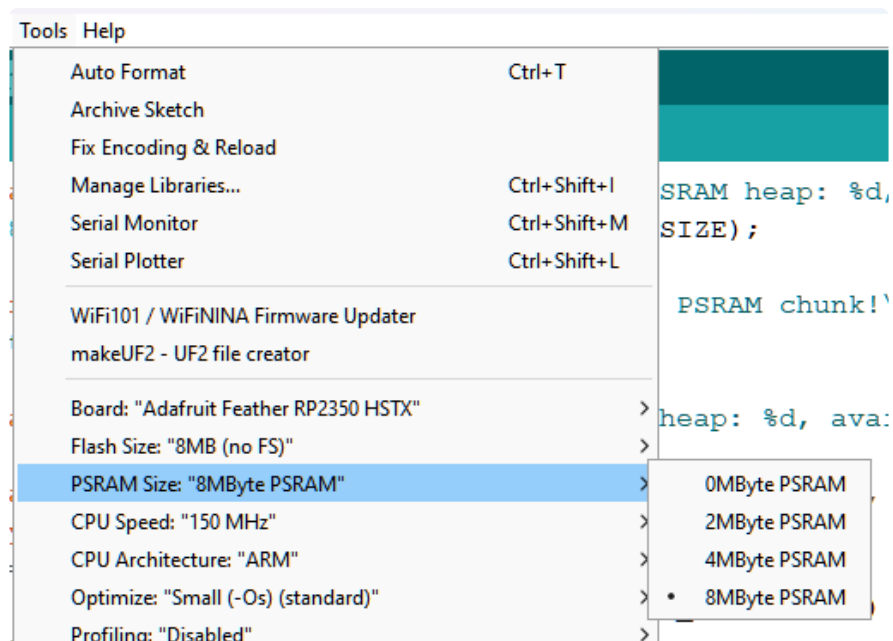 Tools Help
Auto Format Ctrl+T
Archive Sketch
Fix Encoding & Reload
Manage Libraries... Ctrl+Shift+I
SRAM heap: %d,
Serial Monitor Ctrl+Shift+M
SIZE);
Serial Plotter Ctrl+Shift+L
WiFi101 / WiFiNINA Firmware Updater
PSRAM chunk!\
makeUF2 - UF2 file creator
Board: "Adafruit Feather RP2350 HSTX"
heap: %d, avai
Flash Size: "8MB (no FS)"
PSRAM Size: "8MByte PSRAM"
0MByte PSRAM
CPU Speed: "150 MHz"
2MByte PSRAM
CPU Architecture: "ARM"
4MByte PSRAM
Optimize: "Small (-Os) (standard)"
• 8MByte PSRAM
Profiling: "Disabled"